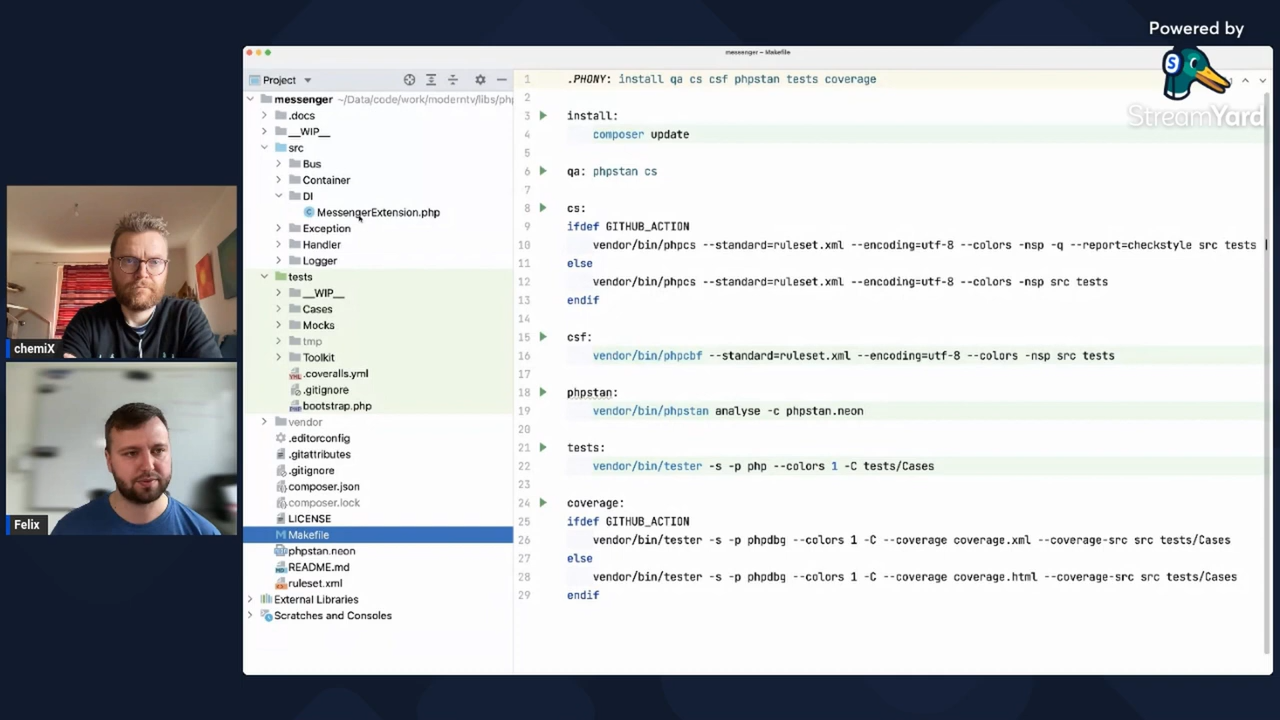 Powered by
StreamYard
chemiX
Felix
messenger – Makefile
Project
messenger ~/Data/code/work/moderntv/libs/php
.docs
__WIP__
src
Bus
Container
DI
MessengerExtension.php
Exception
Handler
Logger
tests
__WIP__
Cases
Mocks
tmp
Toolkit
.coveralls.yml
.gitignore
bootstrap.php
vendor
.editorconfig
.gitattributes
.gitignore
composer.json
composer.lock
LICENSE
Makefile
phpstan.neon
README.md
ruleset.xml
External Libraries
Scratches and Consoles
1 .PHONY: install qa cs csf phpstan tests coverage
2
3 install:
4 composer update
5
6 qa: phpstan cs
7
8 cs:
9 ifdef GITHUB_ACTION
10 vendor/bin/phpcs --standard=ruleset.xml --encoding=utf-8 --colors -nsp -q --report=checkstyle src tests |
11 else
12 vendor/bin/phpcs --standard=ruleset.xml --encoding=utf-8 --colors -nsp src tests
13 endif
14
15 csf:
16 vendor/bin/phpcbf --standard=ruleset.xml --encoding=utf-8 --colors -nsp src tests
17
18 phpstan:
19 vendor/bin/phpstan analyse -c phpstan.neon
20
21 tests:
22 vendor/bin/tester -s -p php --colors 1 -C tests/Cases
23
24 coverage:
25 ifdef GITHUB_ACTION
26 vendor/bin/tester -s -p phpdbg --colors 1 -C --coverage coverage.xml --coverage-src src tests/Cases
27 else
28 vendor/bin/tester -s -p phpdbg --colors 1 -C --coverage coverage.html --coverage-src src tests/Cases
29 endif